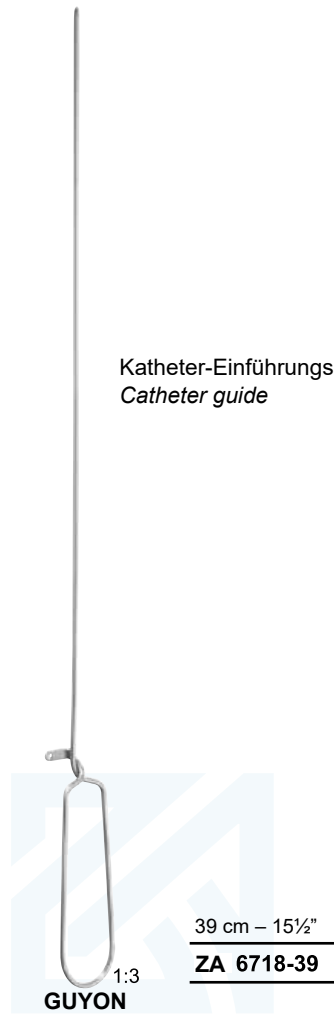 Katheter-Einführungs
Catheter guide
39 cm – 15½”
ZA 6718-39
1:3
GUYON